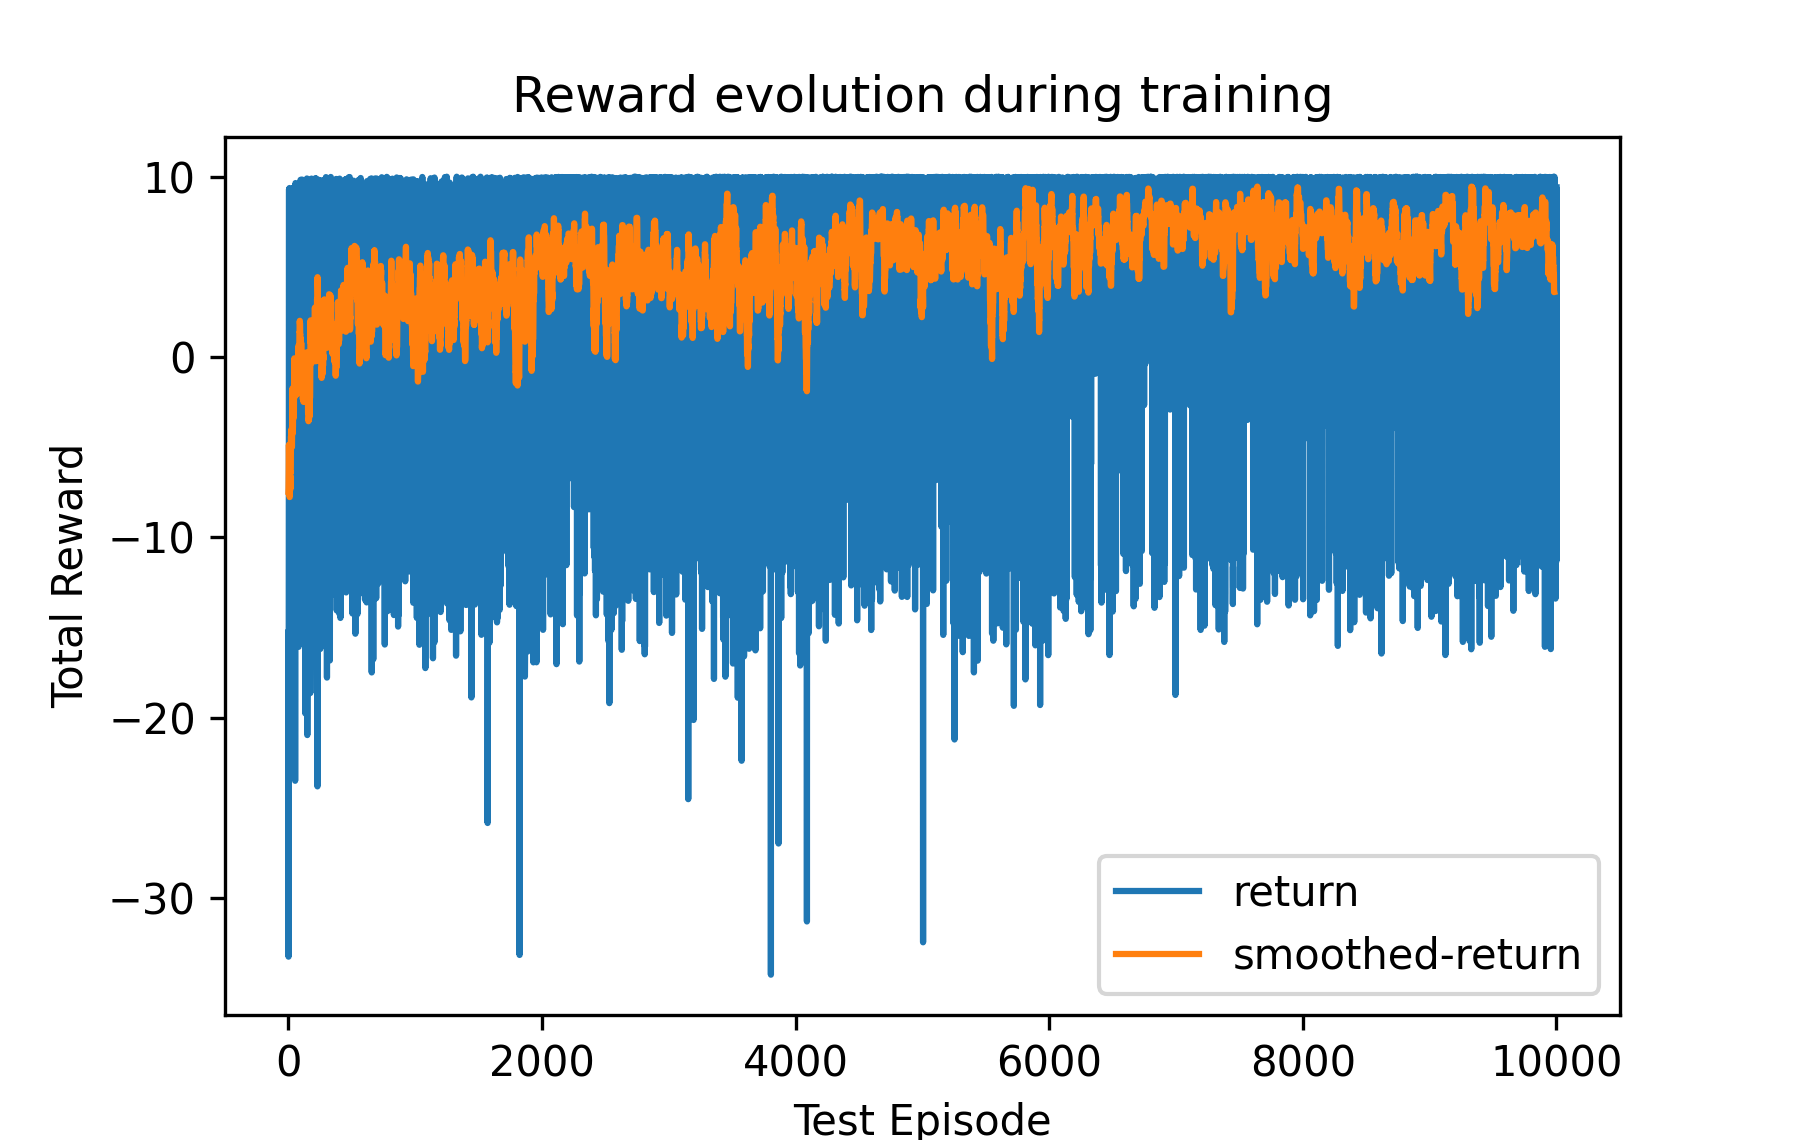 Reward evolution during training
10
0
−10
−20
−30
Total Reward
return
smoothed-return
0 2000 4000 6000 8000 10000
Test Episode